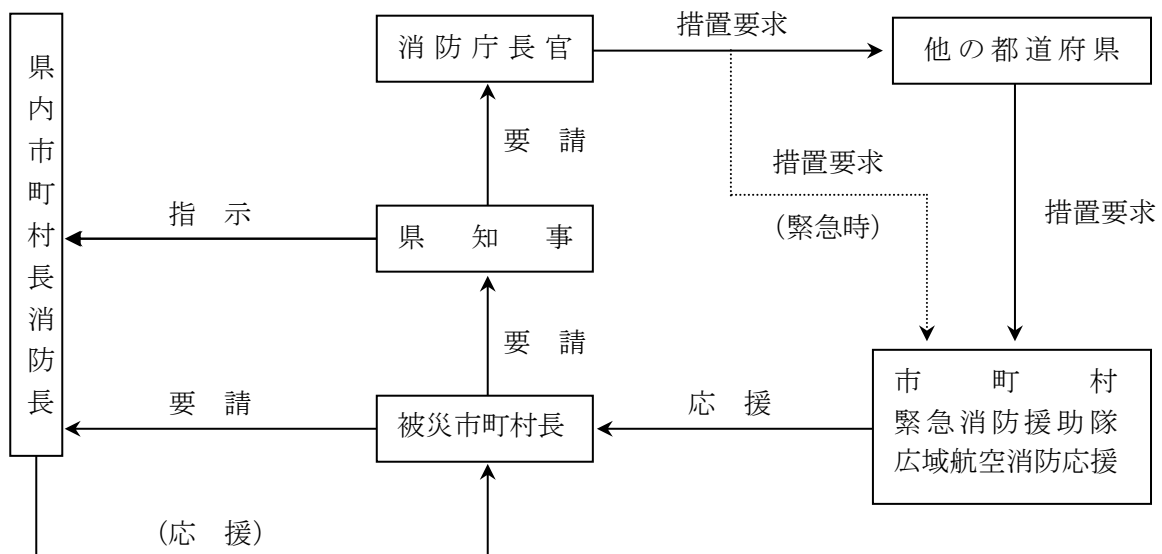 消防庁長官
措置要求
他の都道府県
県内市町村長消防長
要　請
措置要求
(緊急時)
措置要求
指　示
県　知　事
要　請
要　請
被災市町村長
応　援
市　町　村
緊急消防援助隊
広域航空消防応援
(応　援)